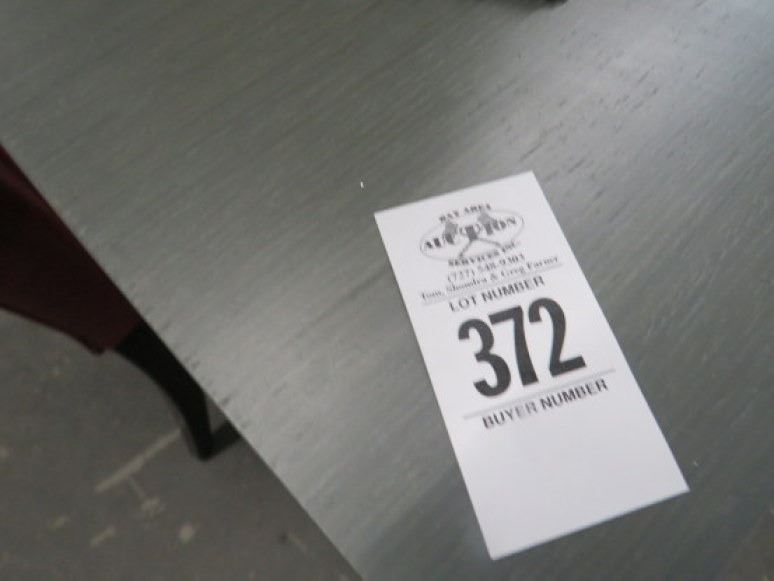 BAY AREA
AUCTION
SERVICES INC.
(727) 548-9303
Tom, Shondra & Greg Farmer
LOT NUMBER
372
BUYER NUMBER